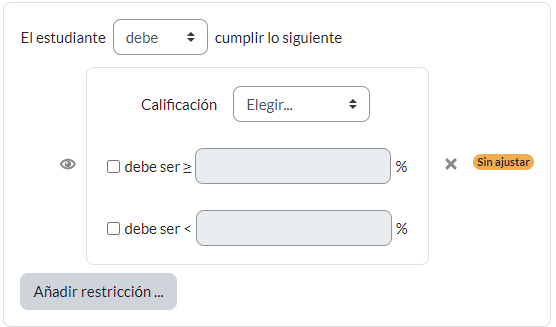 El estudiante debe cumplir lo siguiente
Calificación Elegir...
debe ser ≥ %
Sin ajustar
debe ser < %
Añadir restricción ...